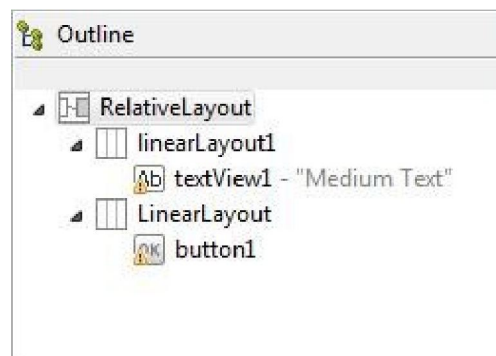 Outline
RelativeLayout
linearLayout1
Ab textView1 - "Medium Text"
LinearLayout
OK button1